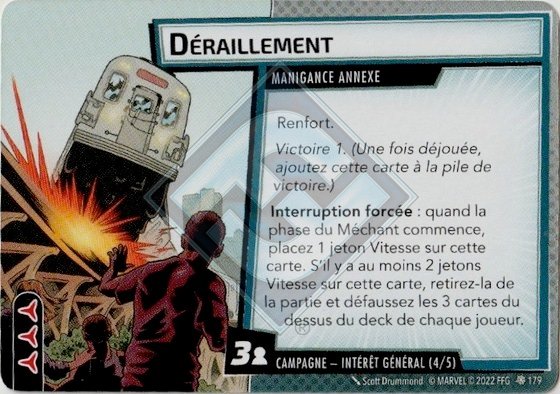 DÉRAILLEMENT
MANIGANCE ANNEXE
Renfort.
Victoire 1. (Une fois déjouée,
ajoutez cette carte à la pile de
victoire.)
Interruption forcée : quand la
phase du Méchant commence,
placez 1 jeton Vitesse sur cette
carte. S'il y a au moins 2 jetons
Vitesse sur cette carte, retirez-la de
la partie et défaussez les 3 cartes du
dessus du deck de chaque joueur.
3
CAMPAGNE – INTÉRÊT GÉNÉRAL (4/5)
Scott Drummond © MARVEL © 2022 FFG 179